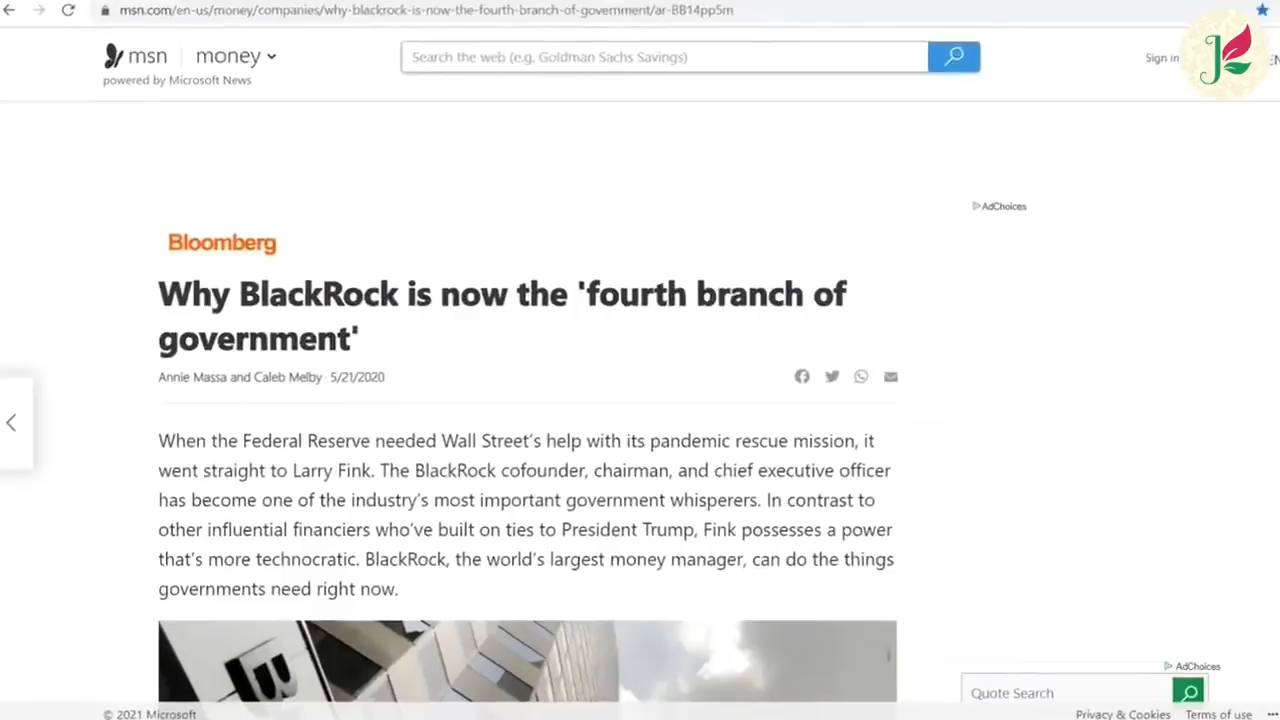 msn.com/en-us/money/companies/why-blackrock-is-now-the-fourth-branch-of-government/ar-BB14pp5m
msn money
Search the web (e.g. Goldman Sachs Savings)
Sign in
powered by Microsoft News
AdChoices
Bloomberg
Why BlackRock is now the 'fourth branch of
government'
Annie Massa and Caleb Melby · 5/21/2020
When the Federal Reserve needed Wall Street's help with its pandemic rescue mission, it
went straight to Larry Fink. The BlackRock cofounder, chairman, and chief executive officer
has become one of the industry's most important government whisperers. In contrast to
other influential financiers who've built on ties to President Trump, Fink possesses a power
that's more technocratic. BlackRock, the world's largest money manager, can do the things
governments need right now.
AdChoices
Quote Search
© 2021 Microsoft
Privacy & Cookies Terms of use ...